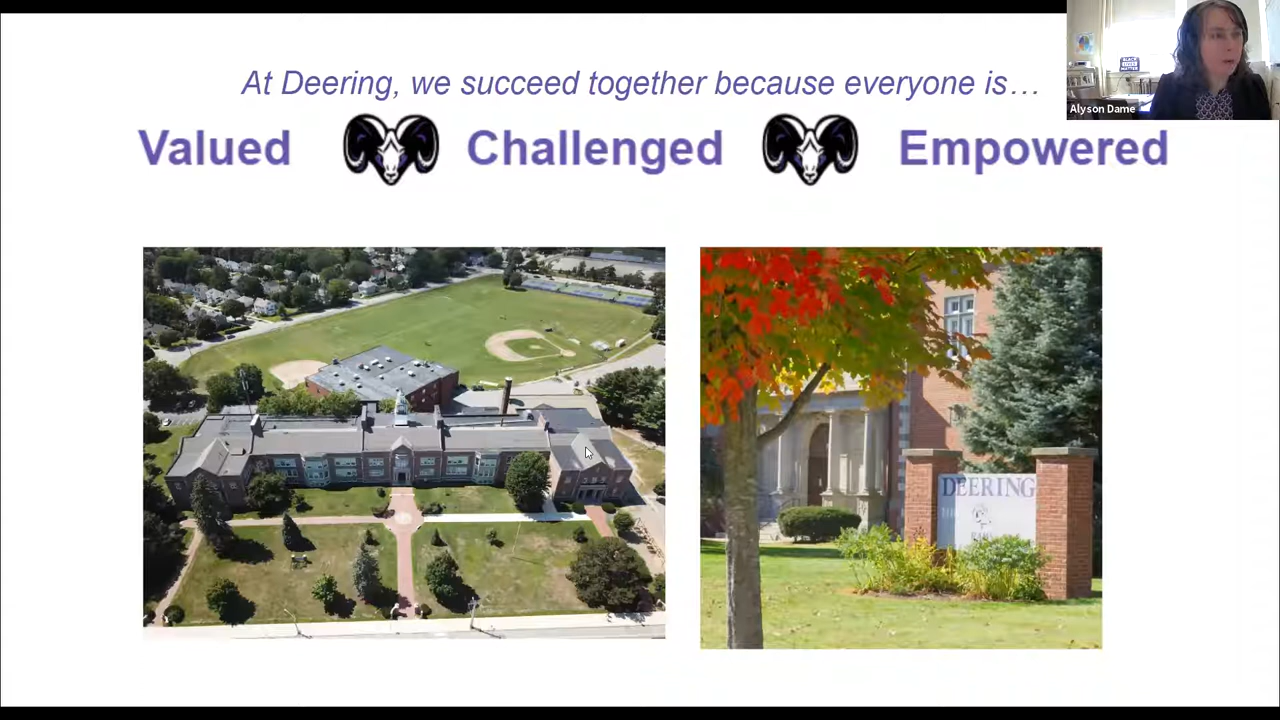 At Deering, we succeed together because everyone is…
Valued Challenged Empowered
Alyson Dame
DEERING